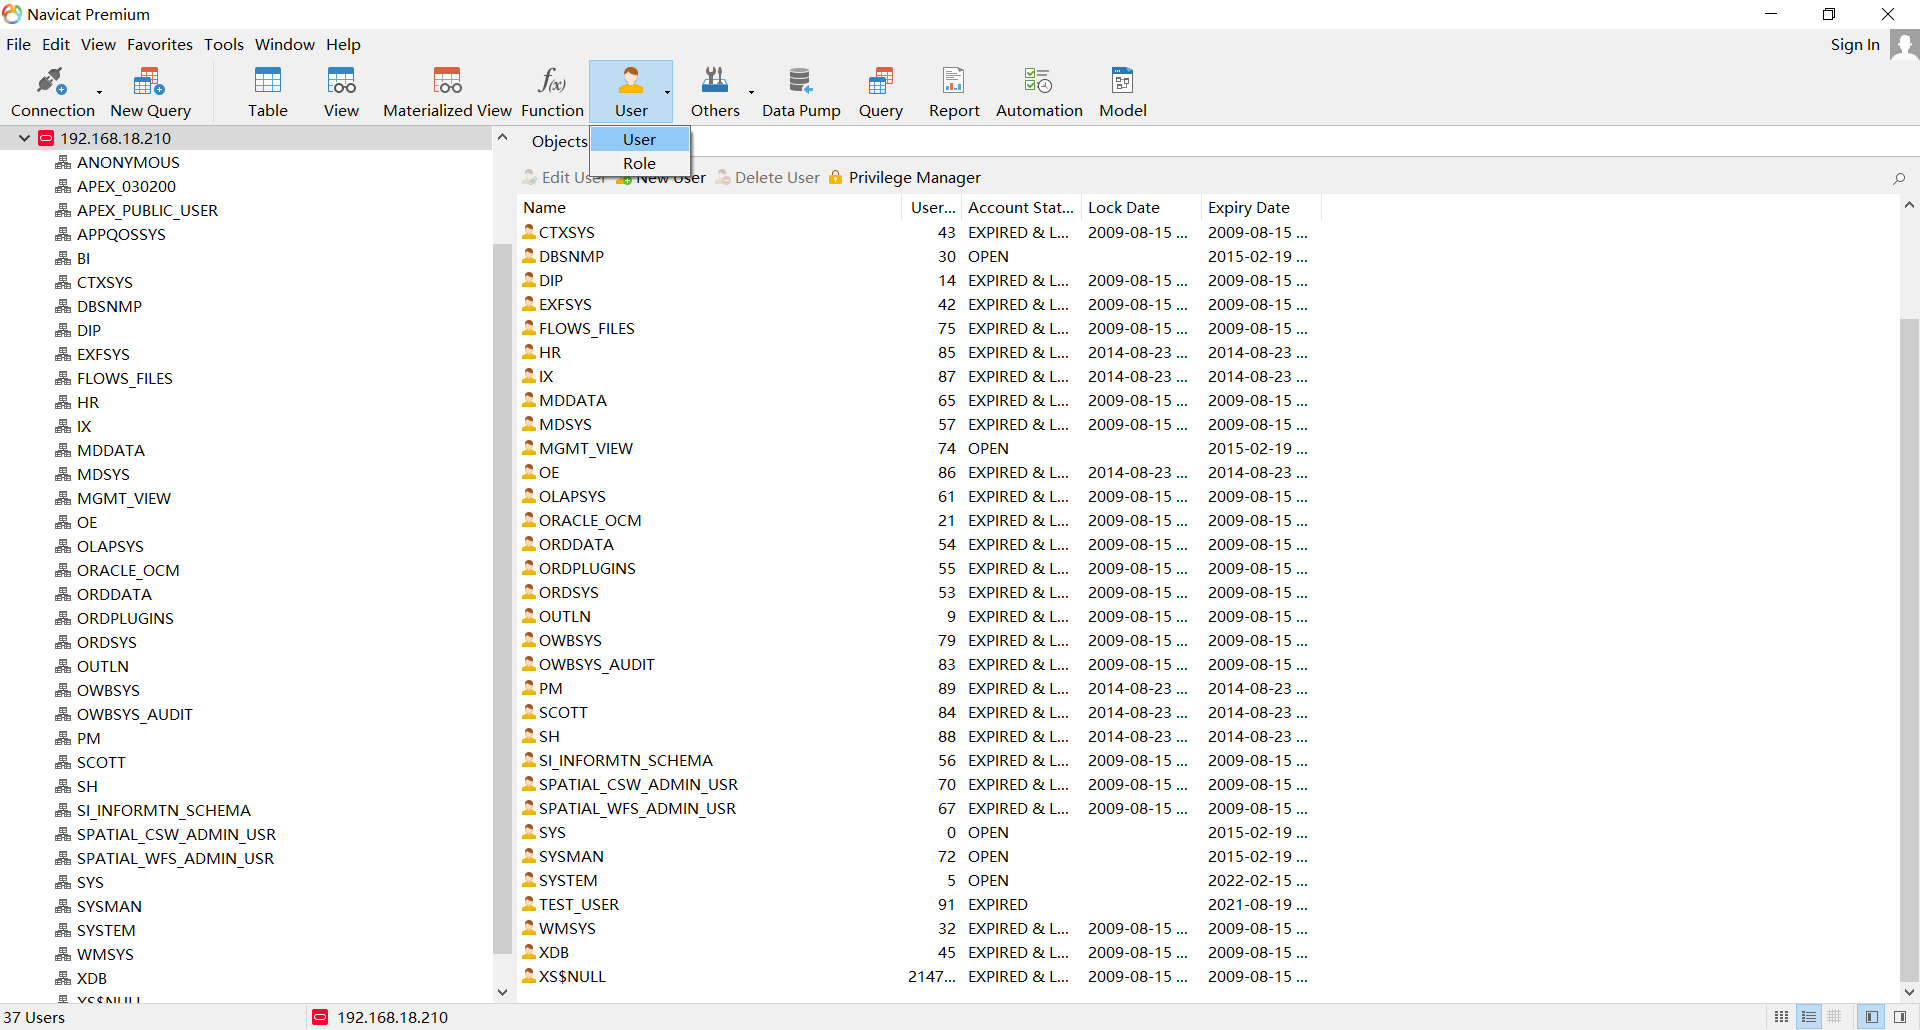 Navicat Premium
File Edit View Favorites Tools Window Help Sign In
Connection New Query Table View Materialized View Function User Others Data Pump Query Report Automation Model
192.168.18.210
ANONYMOUS
APEX_030200
APEX_PUBLIC_USER
APPQOSSYS
BI
CTXSYS
DBSNMP
DIP
EXFSYS
FLOWS_FILES
HR
IX
MDDATA
MDSYS
MGMT_VIEW
OE
OLAPSYS
ORACLE_OCM
ORDDATA
ORDPLUGINS
ORDSYS
OUTLN
OWBSYS
OWBSYS_AUDIT
PM
SCOTT
SH
SI_INFORMTN_SCHEMA
SPATIAL_CSW_ADMIN_USR
SPATIAL_WFS_ADMIN_USR
SYS
SYSMAN
SYSTEM
WMSYS
XDB
XS$NULL
Objects
User
Role
Edit User New User Delete User Privilege Manager
Name User... Account Stat... Lock Date Expiry Date
CTXSYS 43 EXPIRED & L... 2009-08-15 ... 2009-08-15 ...
DBSNMP 30 OPEN 2015-02-19 ...
DIP 14 EXPIRED & L... 2009-08-15 ... 2009-08-15 ...
EXFSYS 42 EXPIRED & L... 2009-08-15 ... 2009-08-15 ...
FLOWS_FILES 75 EXPIRED & L... 2009-08-15 ... 2009-08-15 ...
HR 85 EXPIRED & L... 2014-08-23 ... 2014-08-23 ...
IX 87 EXPIRED & L... 2014-08-23 ... 2014-08-23 ...
MDDATA 65 EXPIRED & L... 2009-08-15 ... 2009-08-15 ...
MDSYS 57 EXPIRED & L... 2009-08-15 ... 2009-08-15 ...
MGMT_VIEW 74 OPEN 2015-02-19 ...
OE 86 EXPIRED & L... 2014-08-23 ... 2014-08-23 ...
OLAPSYS 61 EXPIRED & L... 2009-08-15 ... 2009-08-15 ...
ORACLE_OCM 21 EXPIRED & L... 2009-08-15 ... 2009-08-15 ...
ORDDATA 54 EXPIRED & L... 2009-08-15 ... 2009-08-15 ...
ORDPLUGINS 55 EXPIRED & L... 2009-08-15 ... 2009-08-15 ...
ORDSYS 53 EXPIRED & L... 2009-08-15 ... 2009-08-15 ...
OUTLN 9 EXPIRED & L... 2009-08-15 ... 2009-08-15 ...
OWBSYS 79 EXPIRED & L... 2009-08-15 ... 2009-08-15 ...
OWBSYS_AUDIT 83 EXPIRED & L... 2009-08-15 ... 2009-08-15 ...
PM 89 EXPIRED & L... 2014-08-23 ... 2014-08-23 ...
SCOTT 84 EXPIRED & L... 2014-08-23 ... 2014-08-23 ...
SH 88 EXPIRED & L... 2014-08-23 ... 2014-08-23 ...
SI_INFORMTN_SCHEMA 56 EXPIRED & L... 2009-08-15 ... 2009-08-15 ...
SPATIAL_CSW_ADMIN_USR 70 EXPIRED & L... 2009-08-15 ... 2009-08-15 ...
SPATIAL_WFS_ADMIN_USR 67 EXPIRED & L... 2009-08-15 ... 2009-08-15 ...
SYS 0 OPEN 2015-02-19 ...
SYSMAN 72 OPEN 2015-02-19 ...
SYSTEM 5 OPEN 2022-02-15 ...
TEST_USER 91 EXPIRED 2021-08-19 ...
WMSYS 32 EXPIRED & L... 2009-08-15 ... 2009-08-15 ...
XDB 45 EXPIRED & L... 2009-08-15 ... 2009-08-15 ...
XS$NULL 2147... EXPIRED & L... 2009-08-15 ... 2009-08-15 ...
37 Users 192.168.18.210